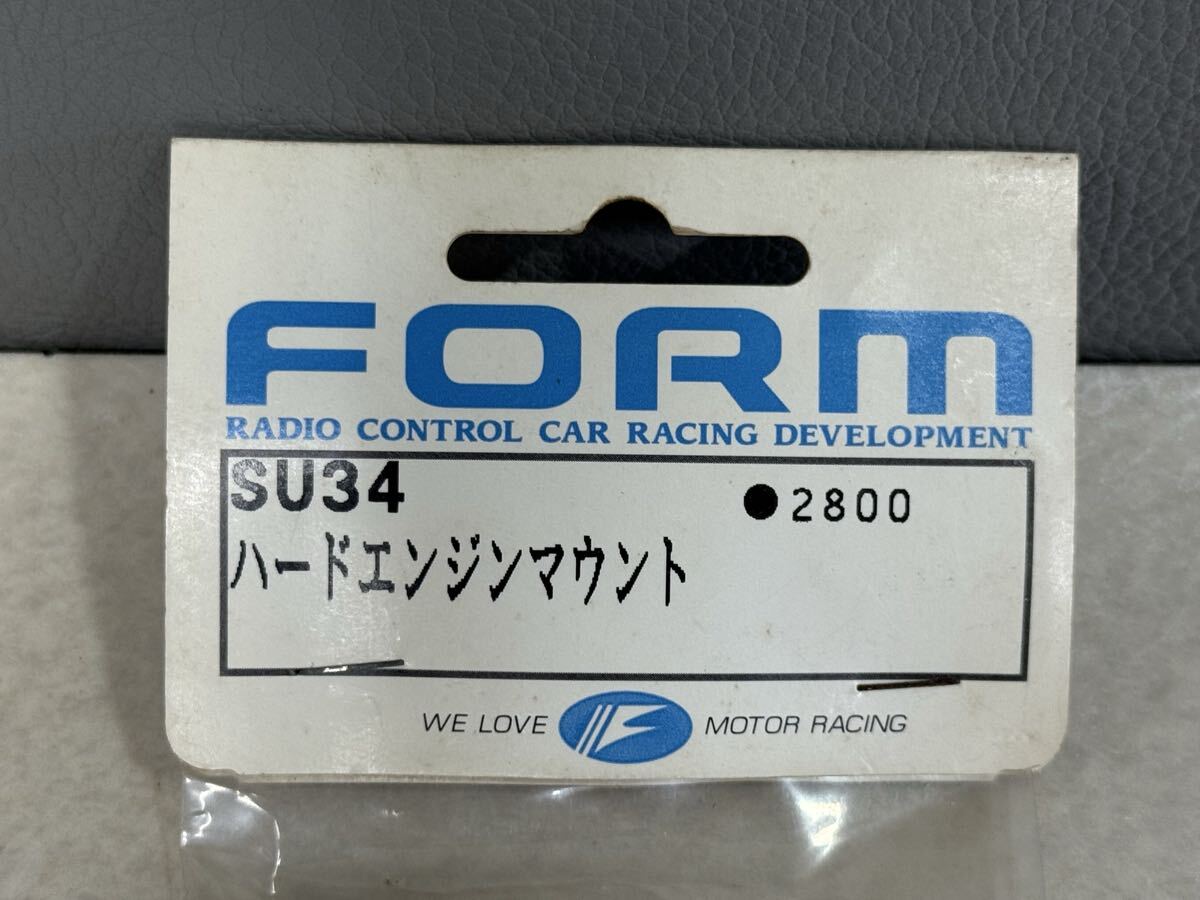 FORM
RADIO CONTROL CAR RACING DEVELOPMENT
SU34 ●2800
ハードエンジンマウント
WE LOVE F MOTOR RACING